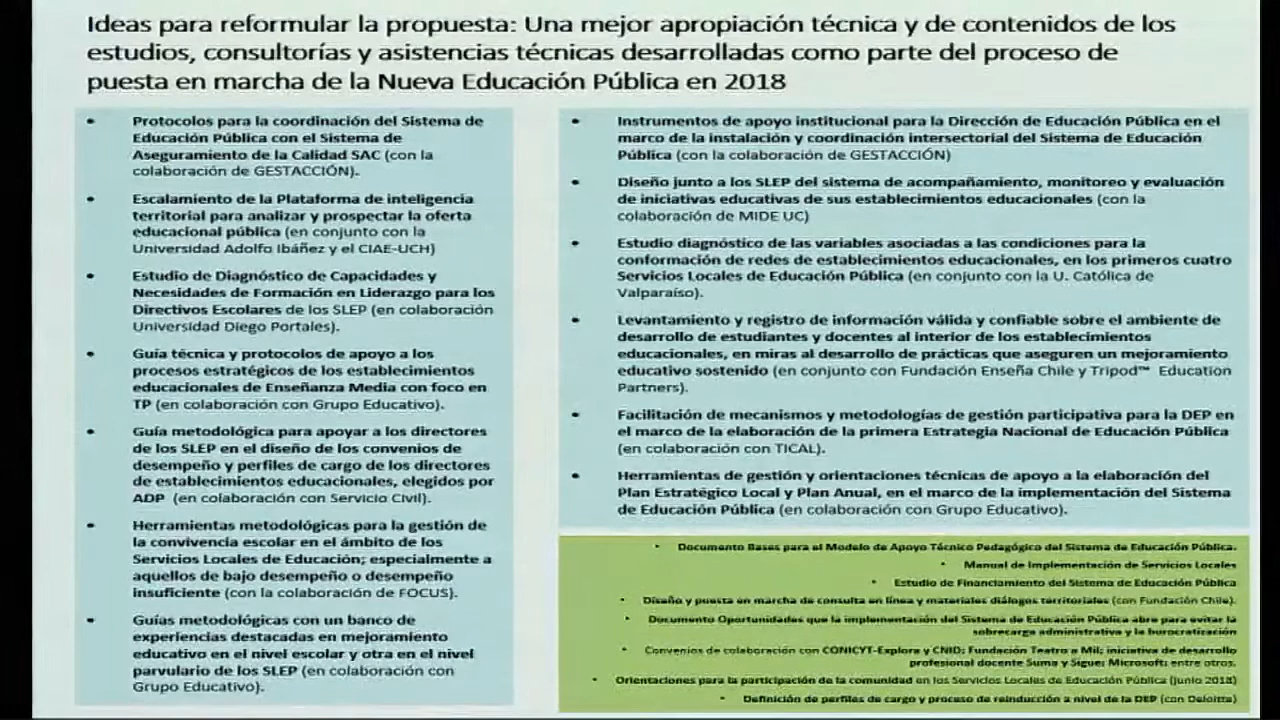 Ideas para reformular la propuesta: Una mejor apropiación técnica y de contenidos de los
estudios, consultorías y asistencias técnicas desarrolladas como parte del proceso de
puesta en marcha de la Nueva Educación Pública en 2018
• Protocolos para la coordinación del Sistema de
Educación Pública con el Sistema de
Aseguramiento de la Calidad SAC (con la
colaboración de GESTACCIÓN).
• Escalamiento de la Plataforma de inteligencia
territorial para analizar y prospectar la oferta
educacional pública (en conjunto con la
Universidad Adolfo Ibáñez y el CIAE-UCH)
• Estudio de Diagnóstico de Capacidades y
Necesidades de Formación en Liderazgo para los
Directivos Escolares de los SLEP (en colaboración
Universidad Diego Portales).
• Guía técnica y protocolos de apoyo a los
procesos estratégicos de los establecimientos
educacionales de Enseñanza Media con foco en
TP (en colaboración con Grupo Educativo).
• Guía metodológica para apoyar a los directores
de los SLEP en el diseño de los convenios de
desempeño y perfiles de cargo de los directores
de establecimientos educacionales, elegidos por
ADP (en colaboración con Servicio Civil).
• Herramientas metodológicas para la gestión de
la convivencia escolar en el ámbito de los
Servicios Locales de Educación; especialmente a
aquellos de bajo desempeño o desempeño
insuficiente (con la colaboración de FOCUS).
• Guías metodológicas con un banco de
experiencias destacadas en mejoramiento
educativo en el nivel escolar y otra en el nivel
parvulario de los SLEP (en colaboración con
Grupo Educativo).
• Instrumentos de apoyo institucional para la Dirección de Educación Pública en el
marco de la instalación y coordinación intersectorial del Sistema de Educación
Pública (con la colaboración de GESTACCIÓN)
• Diseño junto a los SLEP del sistema de acompañamiento, monitoreo y evaluación
de iniciativas educativas de sus establecimientos educacionales (con la
colaboración de MIDE UC)
• Estudio diagnóstico de las variables asociadas a las condiciones para la
conformación de redes de establecimientos educacionales, en los primeros cuatro
Servicios Locales de Educación Pública (en conjunto con la U. Católica de
Valparaíso).
• Levantamiento y registro de información válida y confiable sobre el ambiente de
desarrollo de estudiantes y docentes al interior de los establecimientos
educacionales, en miras al desarrollo de prácticas que aseguren un mejoramiento
educativo sostenido (en conjunto con Fundación Enseña Chile y Tripod™ Education
Partners).
• Facilitación de mecanismos y metodologías de gestión participativa para la DEP en
el marco de la elaboración de la primera Estrategia Nacional de Educación Pública
(en colaboración con TICAL).
• Herramientas de gestión y orientaciones técnicas de apoyo a la elaboración del
Plan Estratégico Local y Plan Anual, en el marco de la implementación del Sistema
de Educación Pública (en colaboración con Grupo Educativo).
• Documento Bases para el Modelo de Apoyo Técnico Pedagógico del Sistema de Educación Pública.
• Manual de Implementación de Servicios Locales
• Estudio de Financiamiento del Sistema de Educación Pública
• Diseño y puesta en marcha de consulta en línea y materiales diálogos territoriales (con Fundación Chile).
• Documento Oportunidades que la implementación del Sistema de Educación Pública abre para evitar la
sobrecarga administrativa y la burocratización
• Convenios de colaboración con CONICYT-Explora y CNID; Fundación Teatro a Mil; iniciativa de desarrollo
profesional docente Suma y Sigue; Microsoft; entre otros.
• Orientaciones para la participación de la comunidad en los Servicios Locales de Educación Pública (junio 2018)
• Definición de perfiles de cargo y proceso de reinducción a nivel de la DEP (con Deloitte)